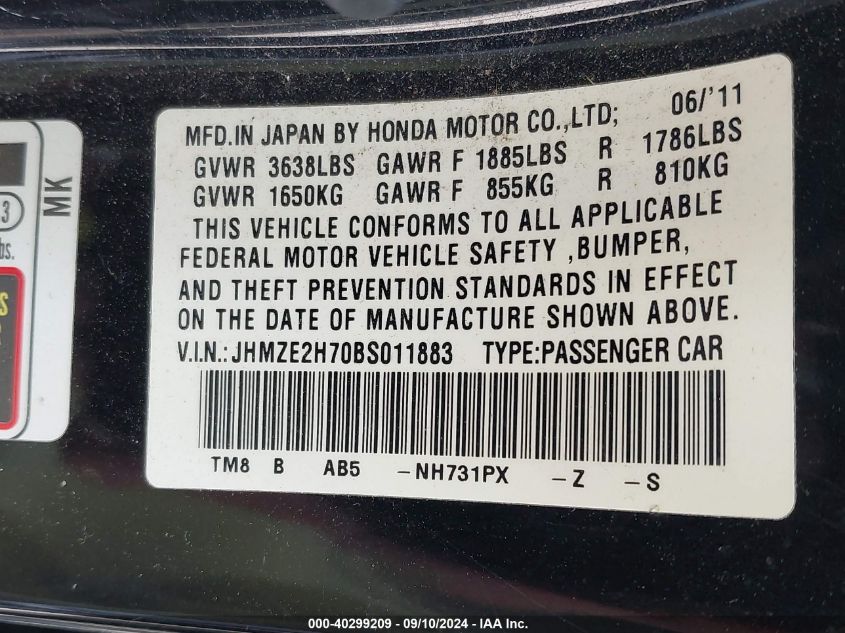 MFD.IN JAPAN BY HONDA MOTOR CO.,LTD; 06/'11
GVWR 3638LBS GAWR F 1885LBS R 1786LBS
GVWR 1650KG GAWR F 855KG R 810KG
THIS VEHICLE CONFORMS TO ALL APPLICABLE
FEDERAL MOTOR VEHICLE SAFETY ,BUMPER,
AND THEFT PREVENTION STANDARDS IN EFFECT
ON THE DATE OF MANUFACTURE SHOWN ABOVE.
V.I.N.:JHMZE2H70BS011883 TYPE:PASSENGER CAR
TM8 B AB5 -NH731PX -Z -S
MK
3
bs.
000-40299209 - 09/10/2024 - IAA Inc.